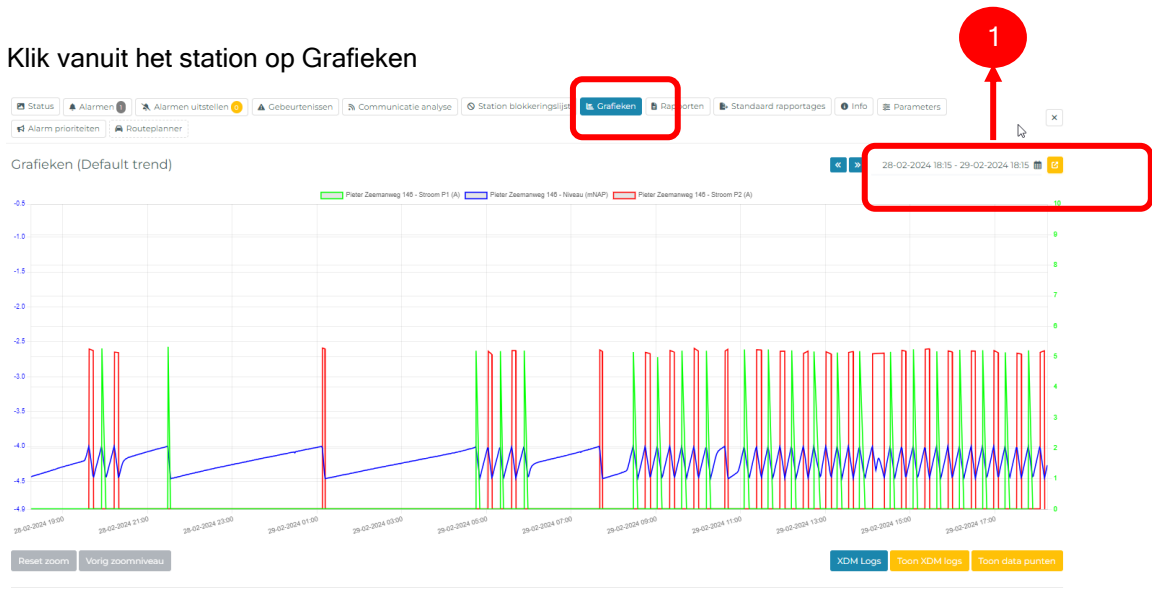 1
Klik vanuit het station op Grafieken
Status Alarmen 1 Alarmen uitstellen 0 Gebeurtenissen Communicatie analyse Station blokkeringslijst Grafieken Rapporten Standaard rapportages Info Parameters
×
Alarm prioriteiten Routeplanner
Grafieken (Default trend) « » 28-02-2024 18:15 - 29-02-2024 18:15
Pieter Zeemanweg 146 - Stroom P1 (A) Pieter Zeemanweg 146 - Niveau (mNAP) Pieter Zeemanweg 146 - Stroom P2 (A)
-0.5 10
-1.0 9
-1.5 8
7
-2.0
6
-2.5
5
-3.0
4
-3.5
3
-4.0 2
-4.5 1
-4.9 0
28-02-2024 19:00 28-02-2024 21:00 28-02-2024 23:00 29-02-2024 01:00 29-02-2024 03:00 29-02-2024 05:00 29-02-2024 07:00 29-02-2024 09:00 29-02-2024 11:00 29-02-2024 13:00 29-02-2024 15:00 29-02-2024 17:00
Reset zoom Vorig zoomniveau XDM Logs Toon XDM logs Toon data punten